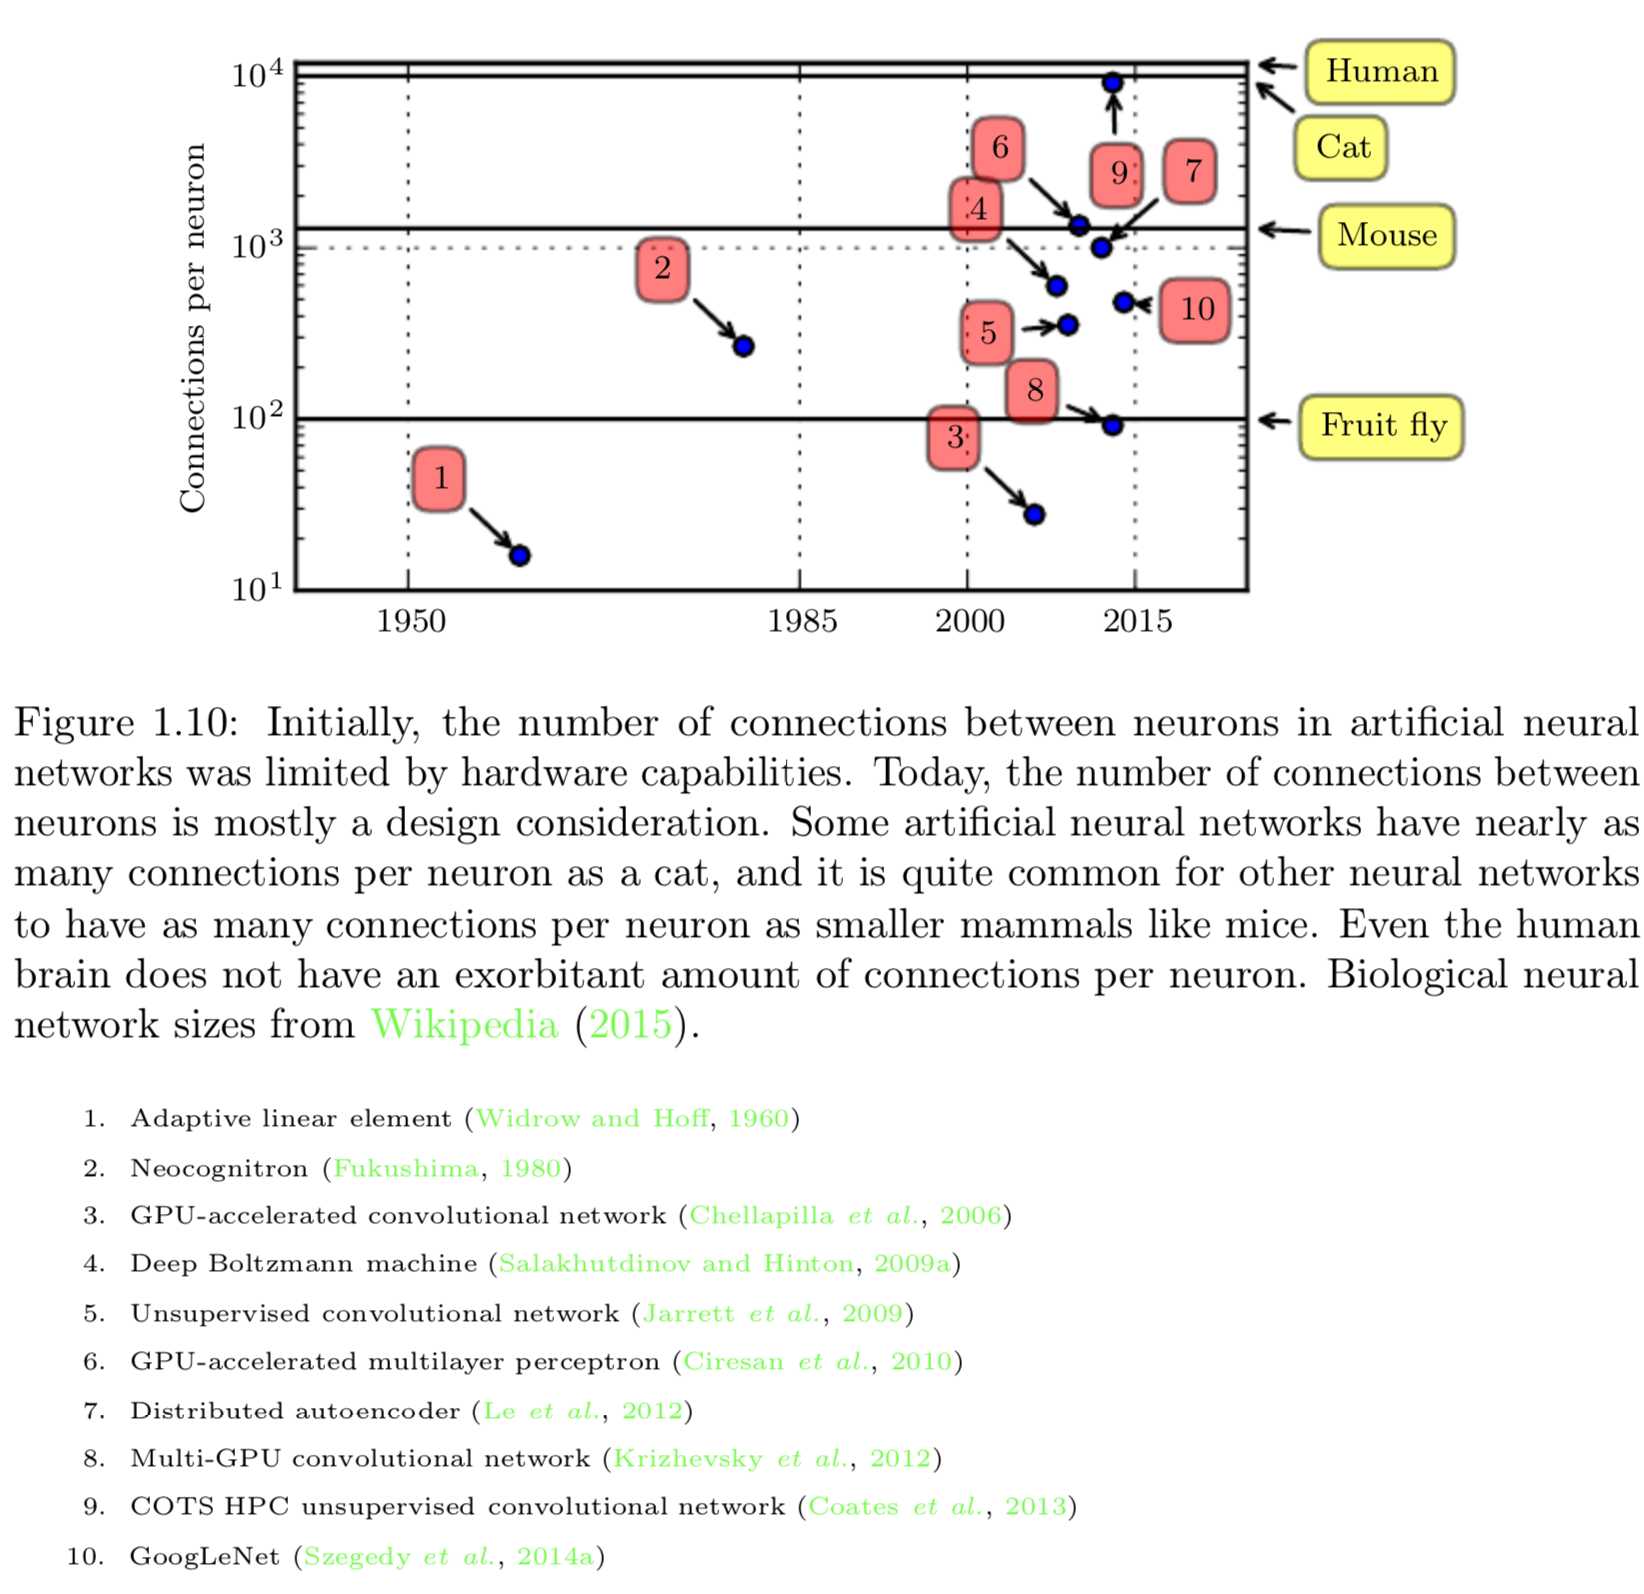 10⁴
10³
10²
10¹
Connections per neuron
1950
1985
2000
2015
1
2
3
4
5
6
7
8
9
10
Human
Cat
Mouse
Fruit fly
Figure 1.10: Initially, the number of connections between neurons in artificial neural
networks was limited by hardware capabilities. Today, the number of connections between
neurons is mostly a design consideration. Some artificial neural networks have nearly as
many connections per neuron as a cat, and it is quite common for other neural networks
to have as many connections per neuron as smaller mammals like mice. Even the human
brain does not have an exorbitant amount of connections per neuron. Biological neural
network sizes from Wikipedia (2015).
1. Adaptive linear element (Widrow and Hoff, 1960)
2. Neocognitron (Fukushima, 1980)
3. GPU-accelerated convolutional network (Chellapilla et al., 2006)
4. Deep Boltzmann machine (Salakhutdinov and Hinton, 2009a)
5. Unsupervised convolutional network (Jarrett et al., 2009)
6. GPU-accelerated multilayer perceptron (Ciresan et al., 2010)
7. Distributed autoencoder (Le et al., 2012)
8. Multi-GPU convolutional network (Krizhevsky et al., 2012)
9. COTS HPC unsupervised convolutional network (Coates et al., 2013)
10. GoogLeNet (Szegedy et al., 2014a)